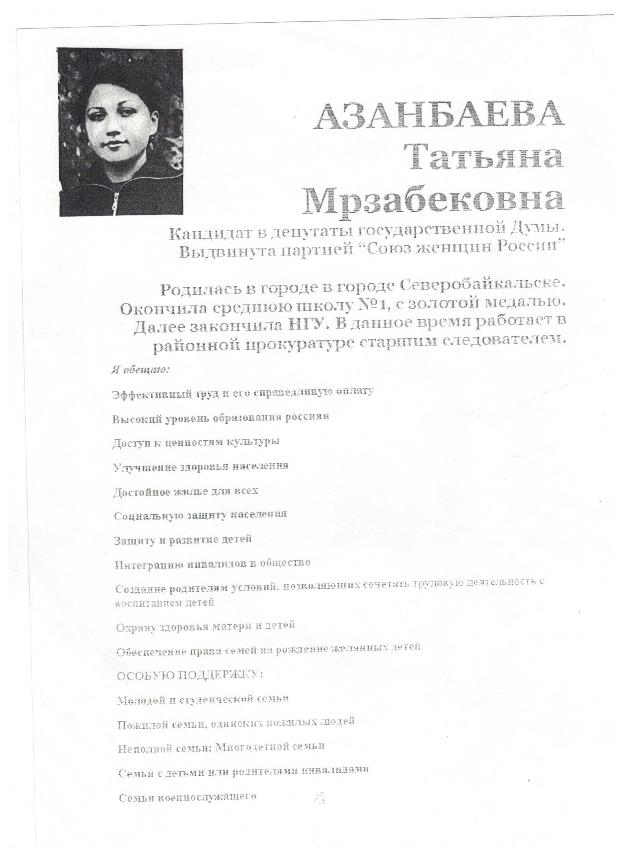 АЗАНБАЕВА
Татьяна
Мрзабековна
Кандидат в депутаты государственной Думы.
Выдвинута партией “Союз женщин России”
Родилась в городе в городе Северобайкальске.
Окончила среднюю школу №1, с золотой медалью.
Далее закончила НГУ. В данное время работает в
районной прокуратуре старшим следователем.
Я обещаю:
Эффективный труд и его справедливую оплату
Высокий уровень образования россиян
Доступ к ценностям культуры
Улучшение здоровья населения
Достойное жилье для всех
Социальную защиту населения
Защиту и развитие детей
Интеграцию инвалидов в общество
Создание родителям условий, позволяющих сочетать трудовую деятельность с
воспитанием детей
Охрану здоровья матери и детей
Обеспечение права семей на рождение желанных детей
ОСОБУЮ ПОДДЕРЖКУ:
Молодой и студенческой семьи
Пожилой семьи, одиноких пожилых людей
Неполной семьи; Многодетной семьи
Семьи с детьми или родителями инвалидами
Семьи военнослужащего